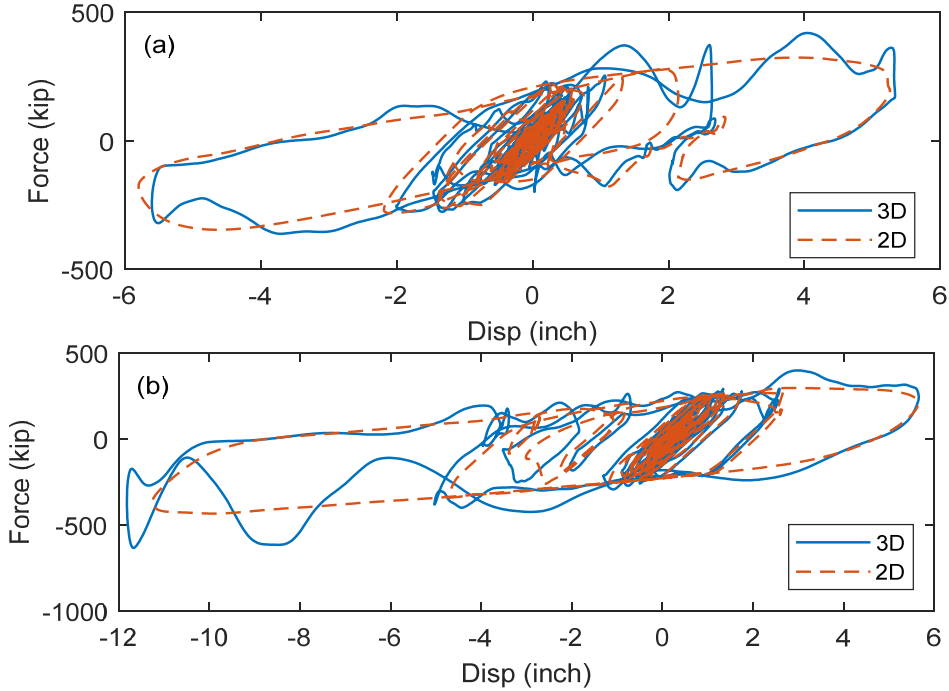 500
(a)
Force (kip)
0
3D
2D
-500
-6 -4 -2 0 2 4 6
Disp (inch)
500
(b)
Force (kip)
0
-500
3D
2D
-1000
-12 -10 -8 -6 -4 -2 0 2 4 6
Disp (inch)